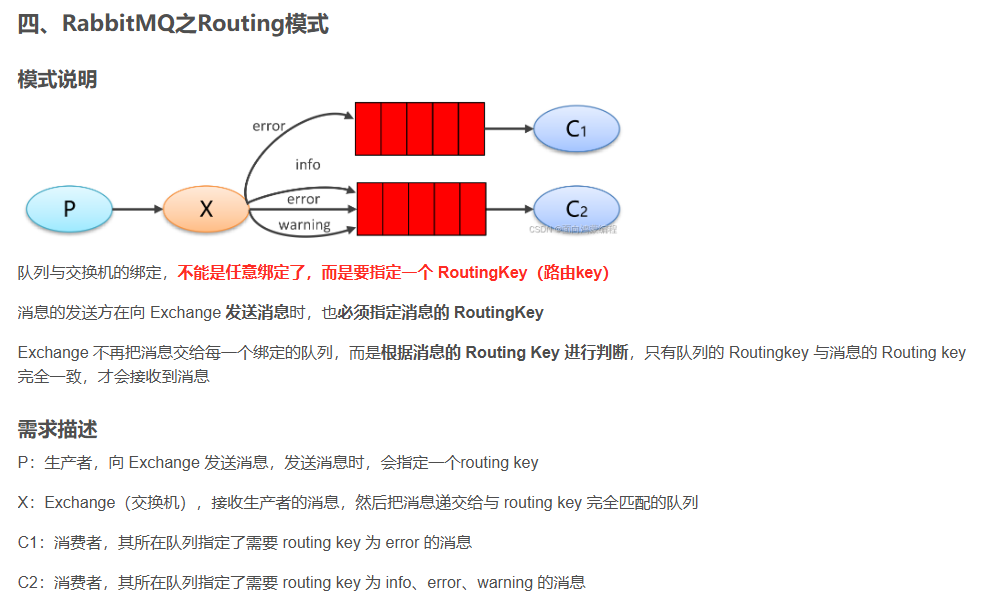 四、RabbitMQ之Routing模式
模式说明
error
C1
info
P
X
error
C2
warning
队列与交换机的绑定，不能是任意绑定了，而是要指定一个 RoutingKey（路由key）
消息的发送方在向 Exchange 发送消息时，也必须指定消息的 RoutingKey
Exchange 不再把消息交给每一个绑定的队列，而是根据消息的 Routing Key 进行判断，只有队列的 Routingkey 与消息的 Routing key
完全一致，才会接收到消息
需求描述
P：生产者，向 Exchange 发送消息，发送消息时，会指定一个routing key
X：Exchange（交换机），接收生产者的消息，然后把消息递交给与 routing key 完全匹配的队列
C1：消费者，其所在队列指定了需要 routing key 为 error 的消息
C2：消费者，其所在队列指定了需要 routing key 为 info、error、warning 的消息